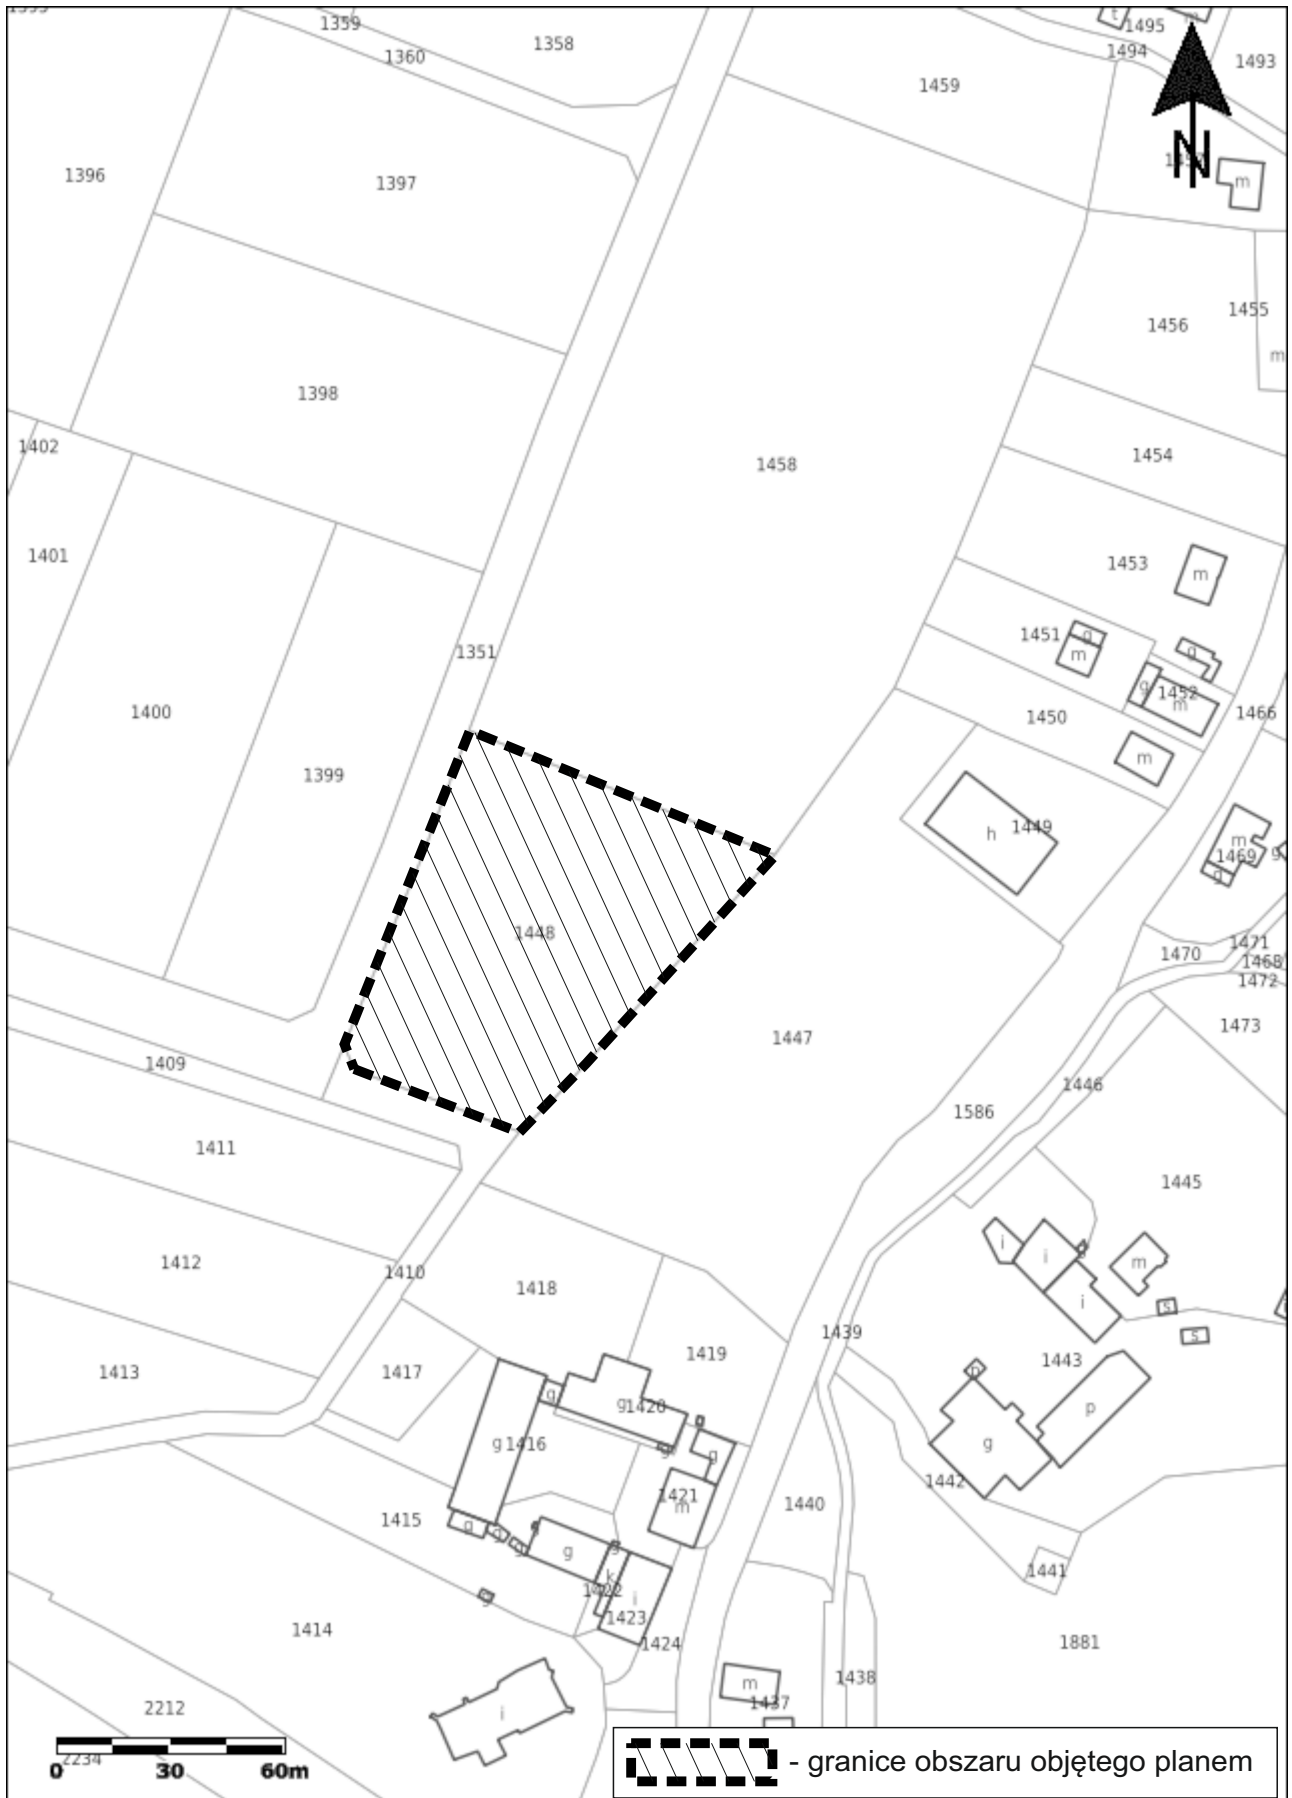 1359
1358
1360
t
1495
m
1494
1493
1459
N
1396
1397
m
1455
1456
m
1398
1402
1458
1454
1401
1453
m
1451
g
m
g
1351
g
1452
m
1400
1450
1466
m
1399
h
1449
m
1469
g
g
1448
1471
1470
1468
1472
1447
1473
1409
1446
1586
1411
1445
1412
1410
1418
i
i
m
i
s
s
1439
1419
1443
1413
1417
g
g
1420
p
p
g
1416
g
g
g
1442
1421
m
1440
1415
g
g
g
g
g
k
1441
1422
i
g
1423
1414
1424
1881
1438
m
1437
i
2212
2234
0 30 60m
- granice obszaru objętego planem